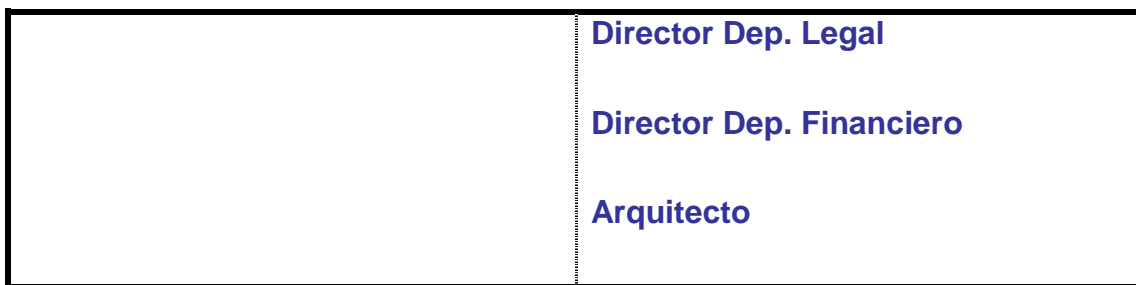 Director Dep. Legal
Director Dep. Financiero
Arquitecto